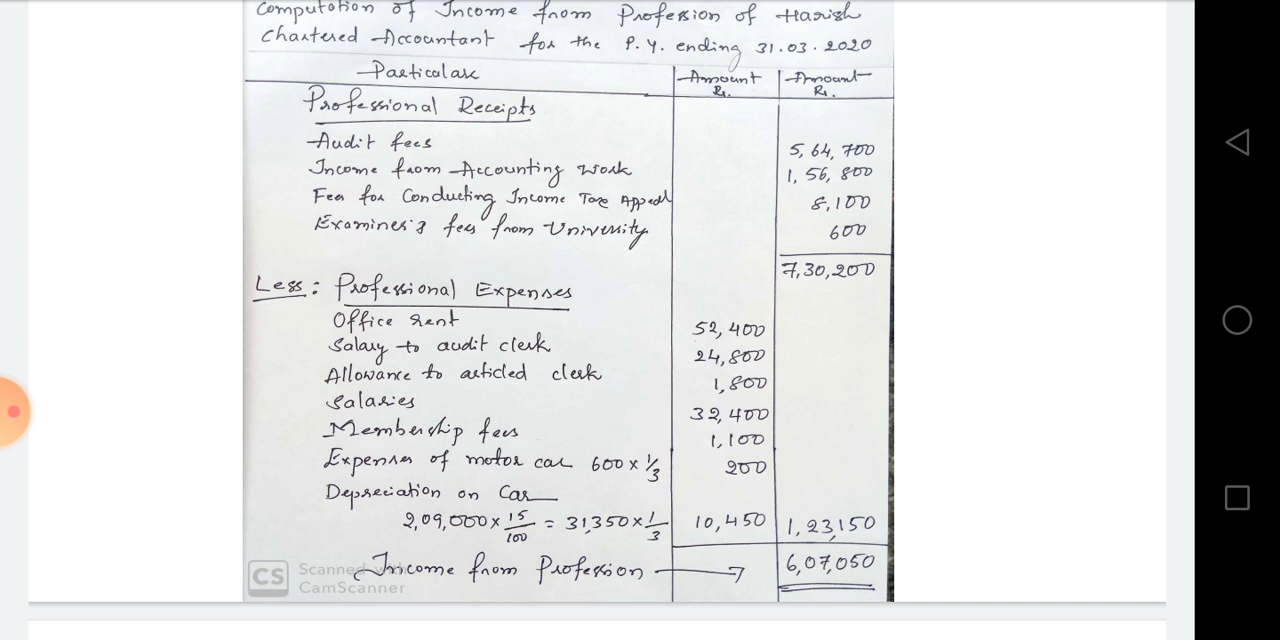 Computation of Income from Profession of Harish
Chartered Accountant for the P.Y. ending 31.03.2020
Particulars Amount Rs. Amount Rs.
Professional Receipts
Audit fees 5,64,700
Income from Accounting work 1,56,800
Fees for Conducting Income Tax Appeal 8,100
Examiner's fees from University 600
7,30,200
Less: Professional Expenses
Office rent 52,400
Salary to audit clerk 24,800
Allowance to articled clerk 1,800
Salaries 32,400
Membership fees 1,100
Expenses of motor car 600 x 1/3 200
Depreciation on Car
2,09,000 x 15/100 = 31,350 x 1/3 10,450 1,23,150
Income from Profession → 6,07,050
CS Scanned with
CamScanner